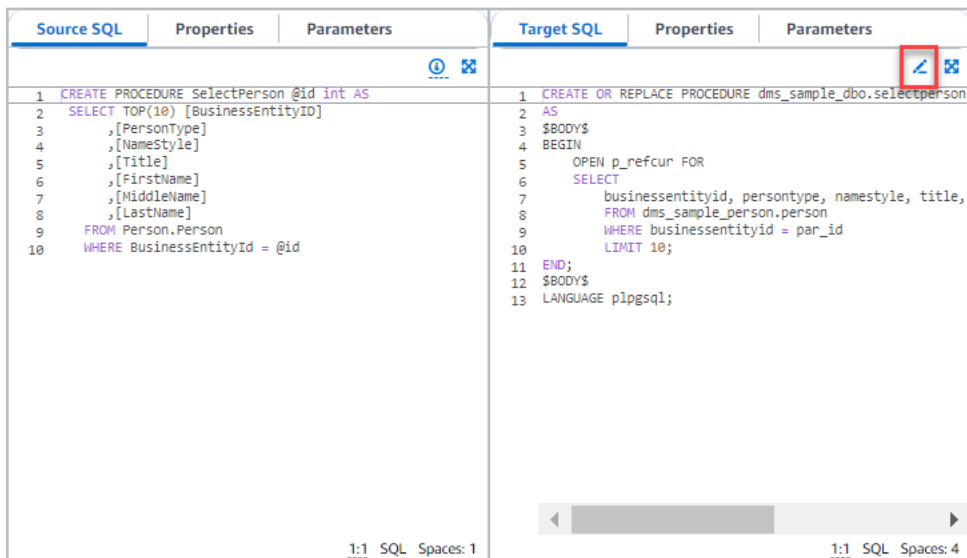 Source SQL Properties Parameters
1 CREATE PROCEDURE SelectPerson @id int AS
2 SELECT TOP(10) [BusinessEntityID]
3 ,[PersonType]
4 ,[NameStyle]
5 ,[Title]
6 ,[FirstName]
7 ,[MiddleName]
8 ,[LastName]
9 FROM Person.Person
10 WHERE BusinessEntityId = @id
1:1 SQL Spaces: 1
Target SQL Properties Parameters
1 CREATE OR REPLACE PROCEDURE dms_sample_dbo.selectperson
2 AS
3 $BODY$
4 BEGIN
5 OPEN p_refcur FOR
6 SELECT
7 businessentityid, persontype, namestyle, title,
8 FROM dms_sample_person.person
9 WHERE businessentityid = par_id
10 LIMIT 10;
11 END;
12 $BODY$
13 LANGUAGE plpgsql;
1:1 SQL Spaces: 4